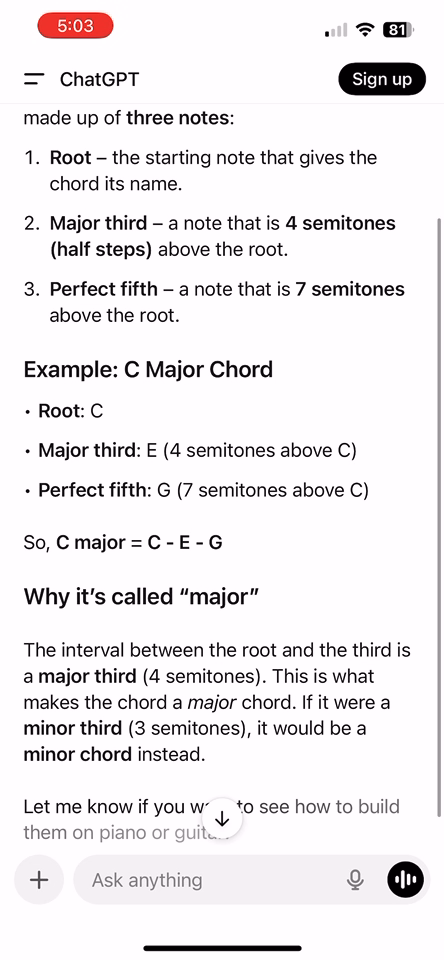 5:03
81
ChatGPT
Sign up
made up of three notes:
1. Root – the starting note that gives the
chord its name.
2. Major third – a note that is 4 semitones
(half steps) above the root.
3. Perfect fifth – a note that is 7 semitones
above the root.
Example: C Major Chord
• Root: C
• Major third: E (4 semitones above C)
• Perfect fifth: G (7 semitones above C)
So, C major = C - E - G
Why it's called “major”
The interval between the root and the third is
a major third (4 semitones). This is what
makes the chord a major chord. If it were a
minor third (3 semitones), it would be a
minor chord instead.
Let me know if you to see how to build
them on piano or
Ask anything